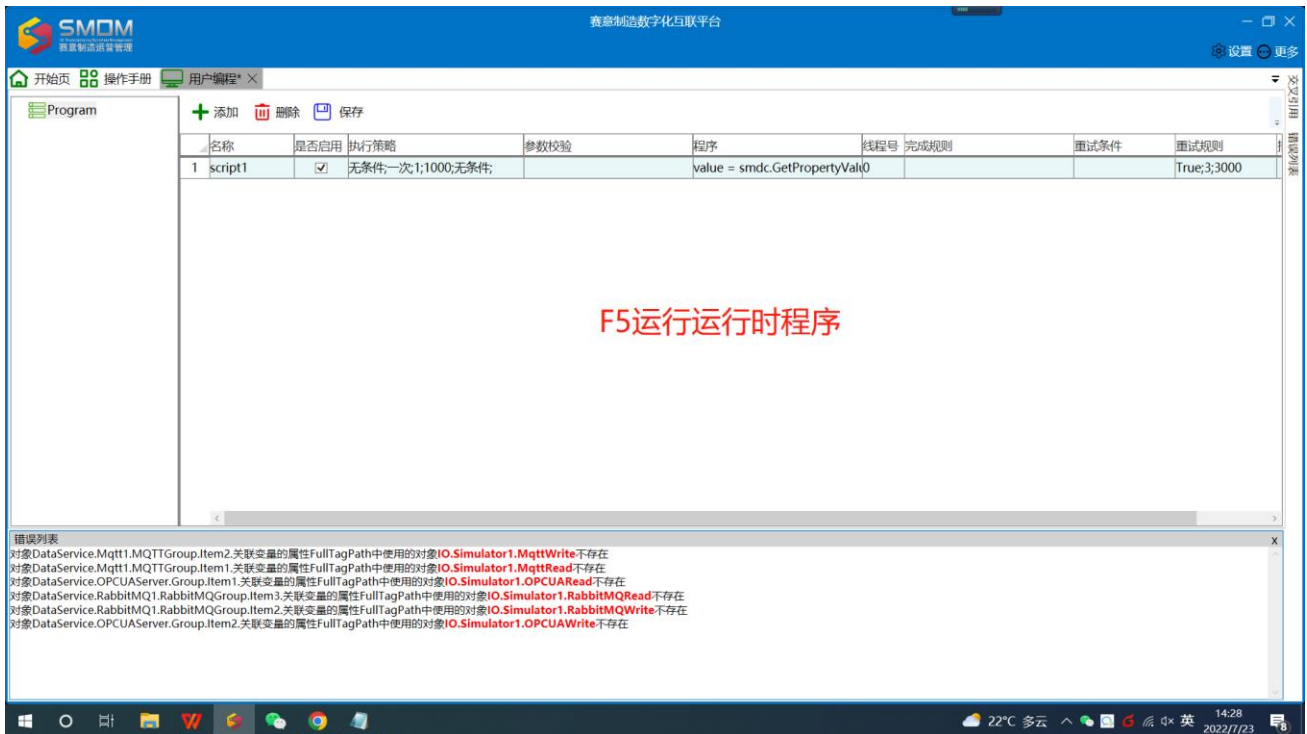 SMOM
赛意制造运营管理
赛意制造数字化互联平台
设置 更多
开始页 操作手册 用户编程*
交叉引用
错误列表
Program
添加 删除 保存
名称 是否启用 执行策略 参数校验 程序 线程号 完成规则 重试条件 重试规则
1 script1 无条件;一次;1;1000;无条件; value = smdc.GetPropertyValu 0 True;3;3000
F5运行运行时程序
错误列表 x
对象DataService.Mqtt1.MQTTGroup.Item2.关联变量的属性FullTagPath中使用的对象IO.Simulator1.MqttWrite不存在
对象DataService.Mqtt1.MQTTGroup.Item1.关联变量的属性FullTagPath中使用的对象IO.Simulator1.MqttRead不存在
对象DataService.OPCUAServer.Group.Item1.关联变量的属性FullTagPath中使用的对象IO.Simulator1.OPCUARead不存在
对象DataService.RabbitMQ1.RabbitMQGroup.Item3.关联变量的属性FullTagPath中使用的对象IO.Simulator1.RabbitMQRead不存在
对象DataService.RabbitMQ1.RabbitMQGroup.Item2.关联变量的属性FullTagPath中使用的对象IO.Simulator1.RabbitMQWrite不存在
对象DataService.OPCUAServer.Group.Item2.关联变量的属性FullTagPath中使用的对象IO.Simulator1.OPCUAWrite不存在
22°C 多云 英 14:28
2022/7/23 8